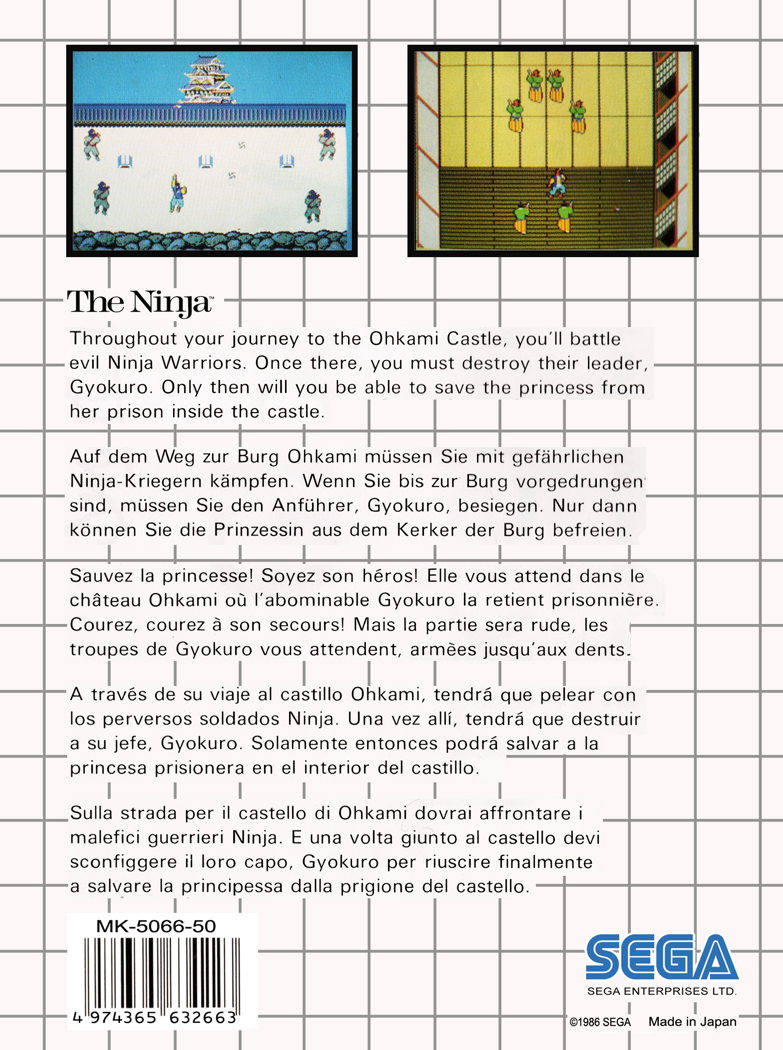 The Ninja™
Throughout your journey to the Ohkami Castle, you'll battle
evil Ninja Warriors. Once there, you must destroy their leader,
Gyokuro. Only then will you be able to save the princess from
her prison inside the castle.
Auf dem Weg zur Burg Ohkami müssen Sie mit gefährlichen
Ninja-Kriegern kämpfen. Wenn Sie bis zur Burg vorgedrungen
sind, müssen Sie den Anführer, Gyokuro, besiegen. Nur dann
können Sie die Prinzessin aus dem Kerker der Burg befreien.
Sauvez la princesse! Soyez son héros! Elle vous attend dans le
château Ohkami où l'abominable Gyokuro la retient prisonnière.
Courez, courez à son secours! Mais la partie sera rude, les
troupes de Gyokuro vous attendent, armèes jusqu'aux dents.
A través de su viaje al castillo Ohkami, tendrá que pelear con
los perversos soldados Ninja. Una vez allí, tendrá que destruir
a su jefe, Gyokuro. Solamente entonces podrá salvar a la
princesa prisionera en el interior del castillo.
Sulla strada per il castello di Ohkami dovrai affrontare i
malefici guerrieri Ninja. E una volta giunto al castello devi
sconfiggere il loro capo, Gyokuro per riuscire finalmente
a salvare la principessa dalla prigione del castello.
MK-5066-50
4 974365 632663
SEGA
SEGA ENTERPRISES LTD.
©1986 SEGA Made in Japan